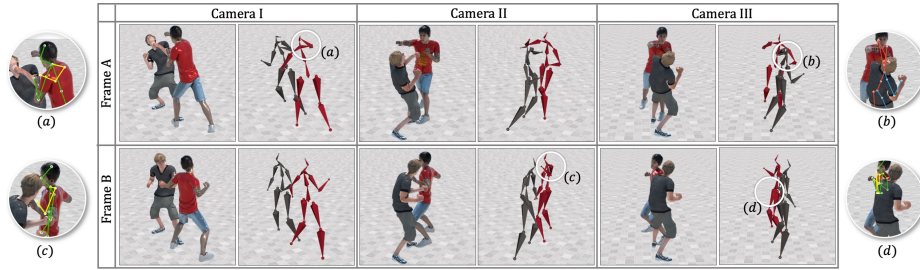 Camera I
Camera II
Camera III
Frame A
(a)
(b)
(a)
(b)
Frame B
(c)
(d)
(c)
(d)